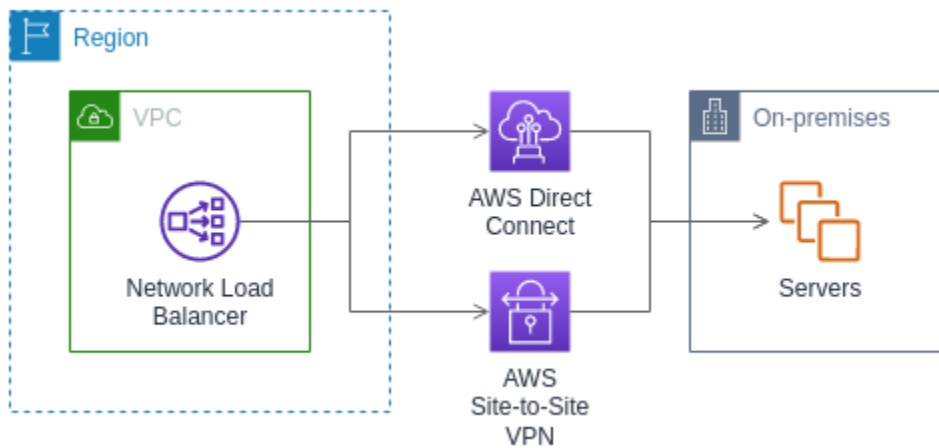 Region
VPC
On-premises
AWS Direct
Connect
Network Load
Balancer
Servers
AWS
Site-to-Site
VPN